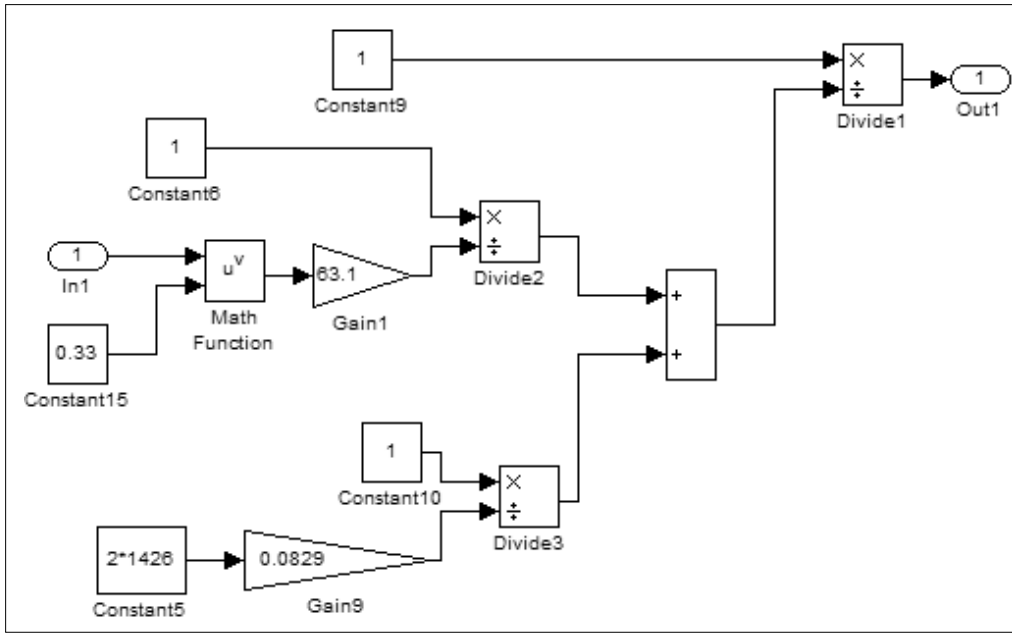 1
Constant9
×
÷
Divide1
1
Out1
1
Constant6
×
÷
Divide2
1
In1
u^v
Math
Function
63.1
Gain1
0.33
Constant15
+
+
1
Constant10
×
÷
Divide3
2*1426
Constant5
0.0829
Gain9